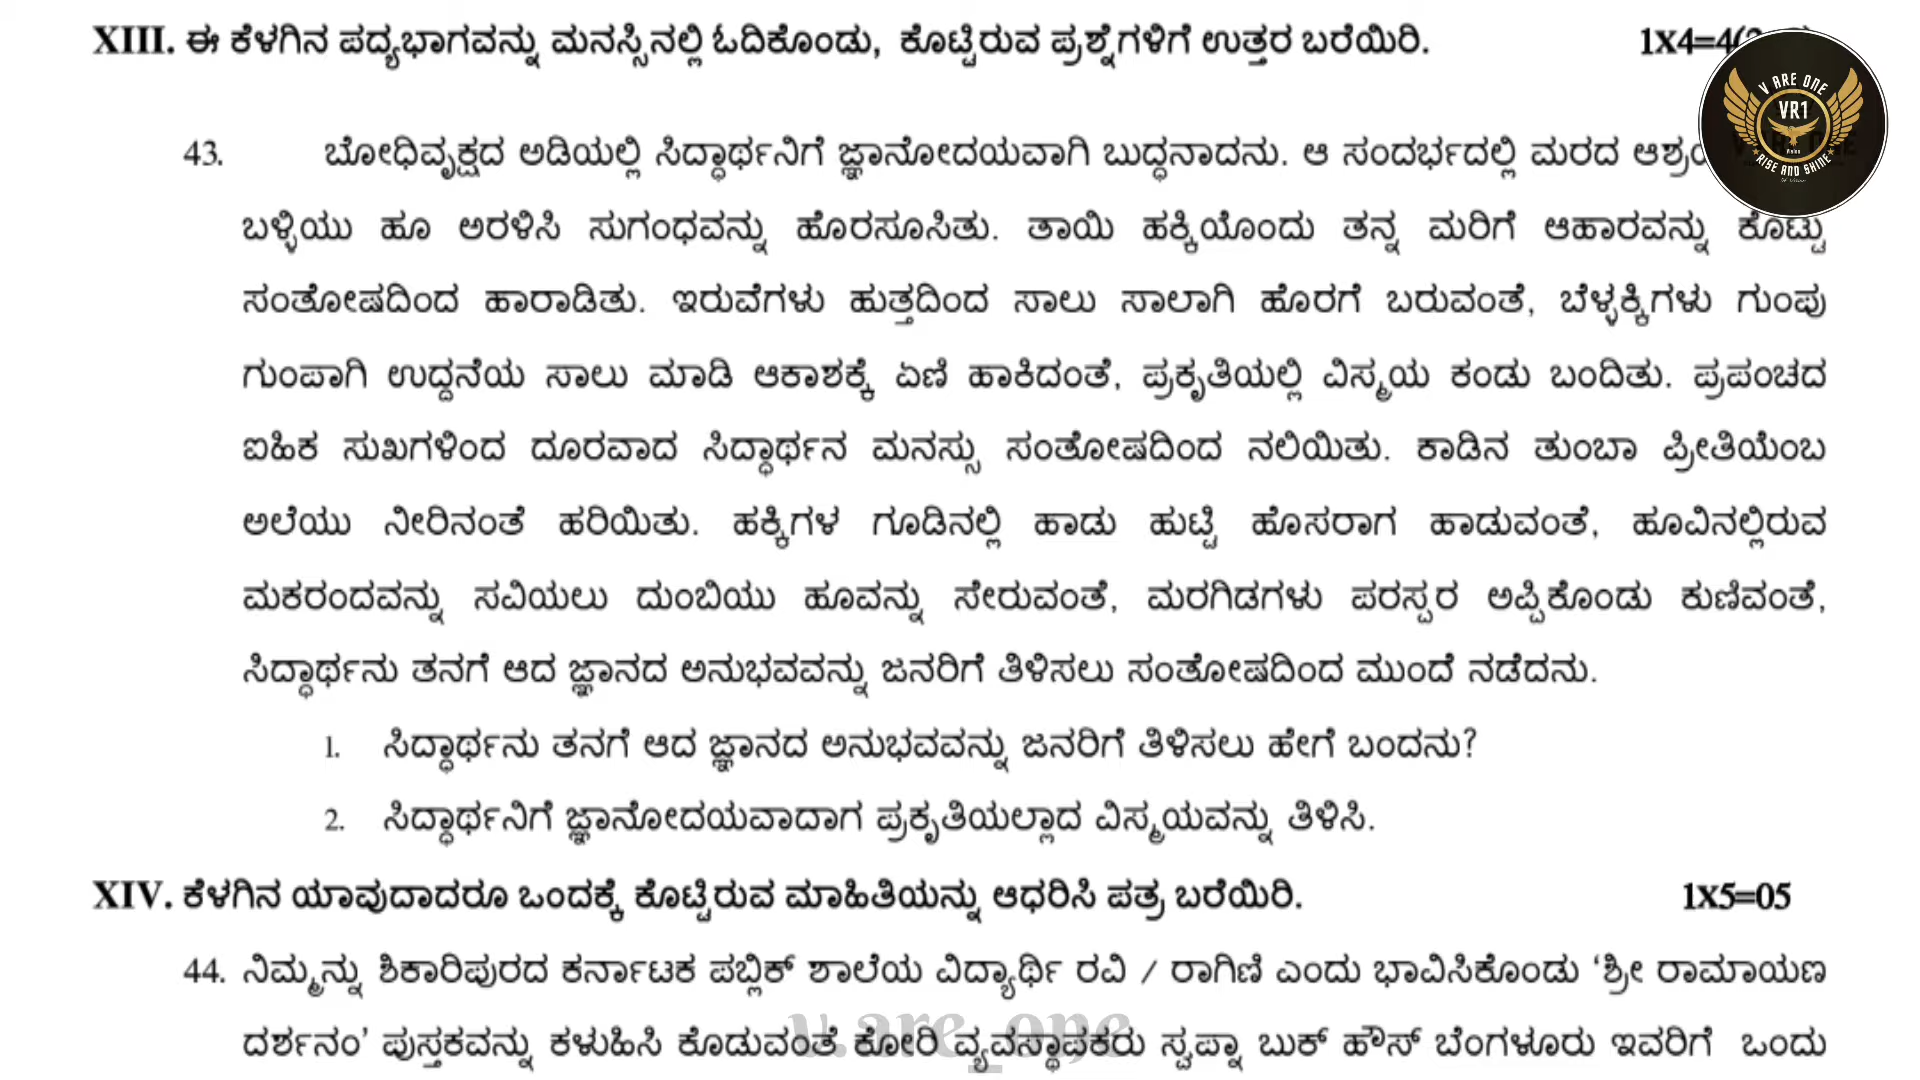 XIII. ಈ ಕೆಳಗಿನ ಪದ್ಯಭಾಗವನ್ನು ಮನಸ್ಸಿನಲ್ಲಿ ಓದಿಕೊಂಡು, ಕೊಟ್ಟಿರುವ ಪ್ರಶ್ನೆಗಳಿಗೆ ಉತ್ತರ ಬರೆಯಿರಿ. 1X4=4
V ARE ONE
VR1
Vision
RISE AND SHINE
43. ಬೋಧಿವೃಕ್ಷದ ಅಡಿಯಲ್ಲಿ ಸಿದ್ಧಾರ್ಥನಿಗೆ ಜ್ಞಾನೋದಯವಾಗಿ ಬುದ್ಧನಾದನು. ಆ ಸಂದರ್ಭದಲ್ಲಿ ಮರದ
ಬಳ್ಳಿಯು ಹೂ ಅರಳಿಸಿ ಸುಗಂಧವನ್ನು ಹೊರಸೂಸಿತು. ತಾಯಿ ಹಕ್ಕಿಯೊಂದು ತನ್ನ ಮರಿಗೆ ಆಹಾರವನ್ನು ಕೊಟ್ಟು
ಸಂತೋಷದಿಂದ ಹಾರಾಡಿತು. ಇರುವೆಗಳು ಹುತ್ತದಿಂದ ಸಾಲು ಸಾಲಾಗಿ ಹೊರಗೆ ಬರುವಂತೆ, ಬೆಳ್ಳಕ್ಕಿಗಳು ಗುಂಪು
ಗುಂಪಾಗಿ ಉದ್ದನೆಯ ಸಾಲು ಮಾಡಿ ಆಕಾಶಕ್ಕೆ ಏಣಿ ಹಾಕಿದಂತೆ, ಪ್ರಕೃತಿಯಲ್ಲಿ ವಿಸ್ಮಯ ಕಂಡು ಬಂದಿತು. ಪ್ರಪಂಚದ
ಐಹಿಕ ಸುಖಗಳಿಂದ ದೂರವಾದ ಸಿದ್ಧಾರ್ಥನ ಮನಸ್ಸು ಸಂತೋಷದಿಂದ ನಲಿಯಿತು. ಕಾಡಿನ ತುಂಬಾ ಪ್ರೀತಿಯೆಂಬ
ಅಲೆಯು ನೀರಿನಂತೆ ಹರಿಯಿತು. ಹಕ್ಕಿಗಳ ಗೂಡಿನಲ್ಲಿ ಹಾಡು ಹುಟ್ಟಿ ಹೊಸರಾಗ ಹಾಡುವಂತೆ, ಹೂವಿನಲ್ಲಿರುವ
ಮಕರಂದವನ್ನು ಸವಿಯಲು ದುಂಬಿಯು ಹೂವನ್ನು ಸೇರುವಂತೆ, ಮರಗಿಡಗಳು ಪರಸ್ಪರ ಅಪ್ಪಿಕೊಂಡು ಕುಣಿವಂತೆ,
ಸಿದ್ಧಾರ್ಥನು ತನಗೆ ಆದ ಜ್ಞಾನದ ಅನುಭವವನ್ನು ಜನರಿಗೆ ತಿಳಿಸಲು ಸಂತೋಷದಿಂದ ಮುಂದೆ ನಡೆದನು.
1. ಸಿದ್ಧಾರ್ಥನು ತನಗೆ ಆದ ಜ್ಞಾನದ ಅನುಭವವನ್ನು ಜನರಿಗೆ ತಿಳಿಸಲು ಹೇಗೆ ಬಂದನು?
2. ಸಿದ್ಧಾರ್ಥನಿಗೆ ಜ್ಞಾನೋದಯವಾದಾಗ ಪ್ರಕೃತಿಯಲ್ಲಾದ ವಿಸ್ಮಯವನ್ನು ತಿಳಿಸಿ.
XIV. ಕೆಳಗಿನ ಯಾವುದಾದರೂ ಒಂದಕ್ಕೆ ಕೊಟ್ಟಿರುವ ಮಾಹಿತಿಯನ್ನು ಆಧರಿಸಿ ಪತ್ರ ಬರೆಯಿರಿ. 1X5=05
44. ನಿಮ್ಮನ್ನು ಶಿಕಾರಿಪುರದ ಕರ್ನಾಟಕ ಪಬ್ಲಿಕ್ ಶಾಲೆಯ ವಿದ್ಯಾರ್ಥಿ ರವಿ / ರಾಗಿಣಿ ಎಂದು ಭಾವಿಸಿಕೊಂಡು ‘ಶ್ರೀ ರಾಮಾಯಣ
ದರ್ಶನಂ’ ಪುಸ್ತಕವನ್ನು ಕಳುಹಿಸಿ ಕೊಡುವಂತೆ ಕೋರಿ ವ್ಯವಸ್ಥಾಪಕರು ಸ್ವಪ್ನಾ ಬುಕ್ ಹೌಸ್ ಬೆಂಗಳೂರು ಇವರಿಗೆ ಒಂದು
v.are_one